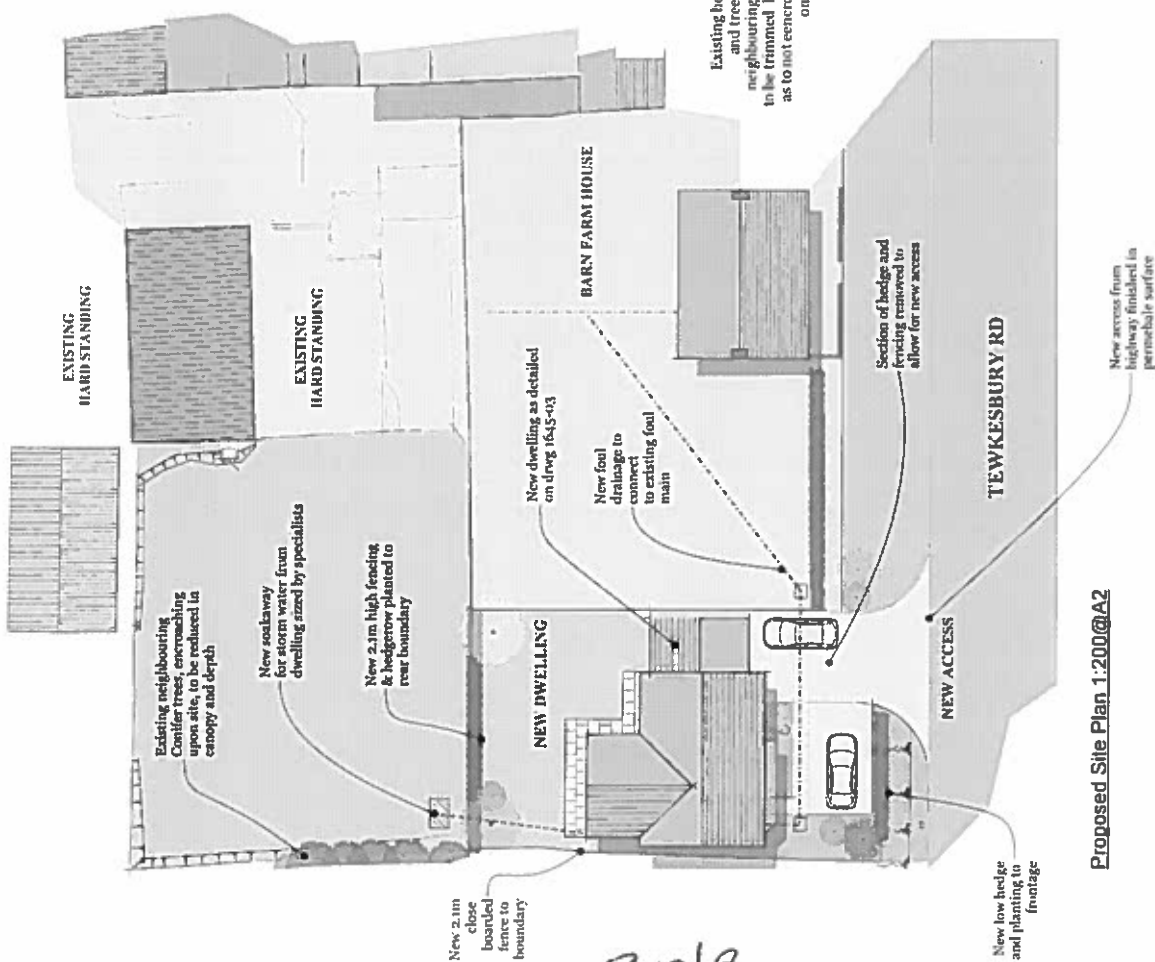 EXISTING
HARD STANDING
Existing
and tree
neighbouring
to be trimmed
as to not eencro
on
EXISTING
HARD STANDING
BARN FARM HOUSE
Existing neighbouring
Conifer trees, encroaching
upon site, to be reduced in
canopy and depth
New soakaway
for storm water from
dwelling sized by specialists
New 2.1m high fencing
& hedgerow planted to
rear boundary
New dwelling as detailed
on drwg 1645-03
New foul
drainage to
connect
to existing foul
main
Section of hedge and
fencing removed to
allow for new access
NEW DWELLING
New 2.1m
close
boarded
fence to
boundary
TEWKESBURY RD
NEW ACCESS
New access from
highway finished in
permebale surface
New low hedge
and planting to
frontage
Proposed Site Plan 1:200@A2